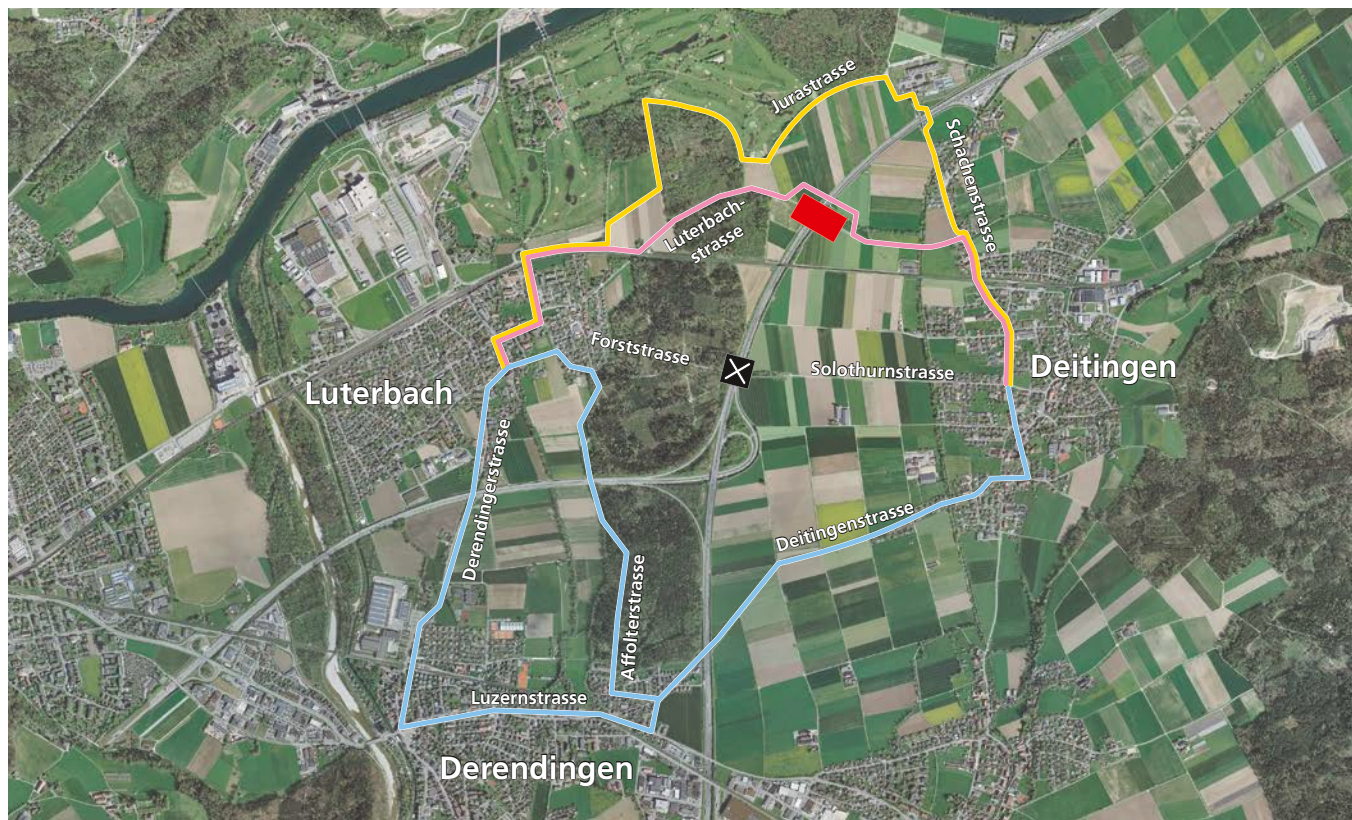 Jurastrasse
Schachenstrasse
Luterbach-
strasse
Forststrasse
Solothurnstrasse
Deitingen
Luterbach
Derendingerstrasse
Deitingenstrasse
Affolterstrasse
Luzernstrasse
Derendingen